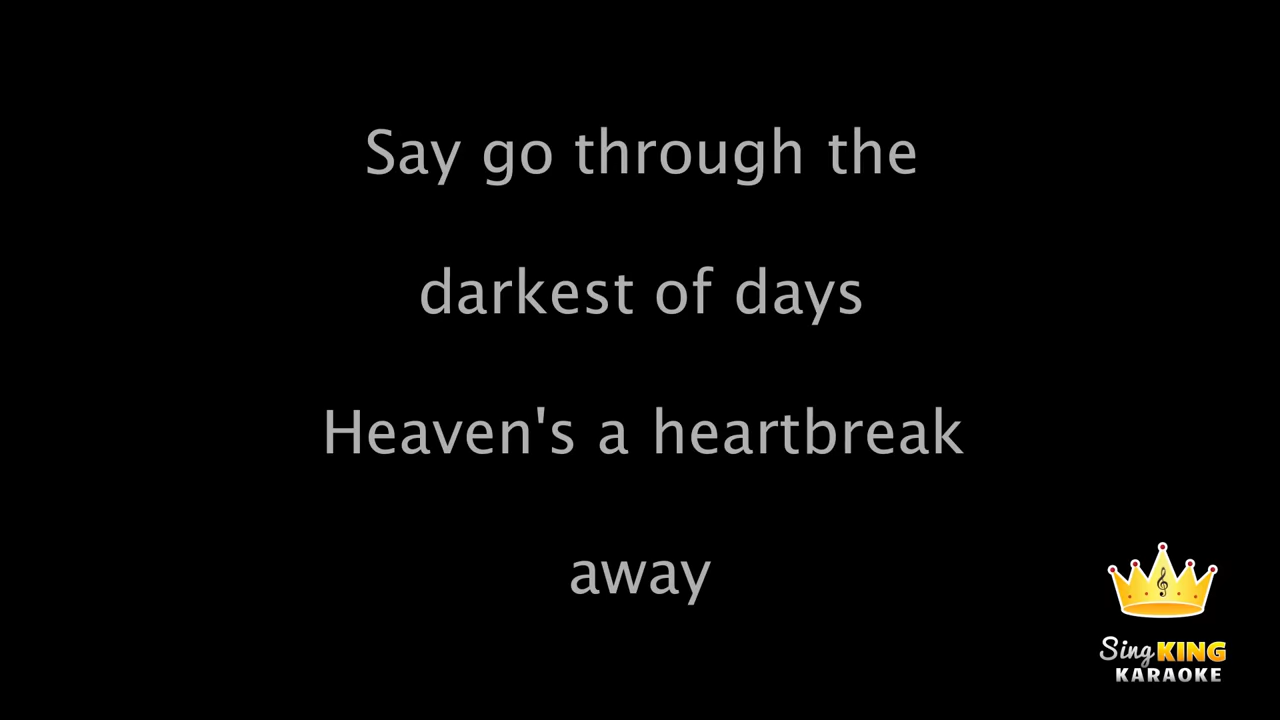 Say go through the
darkest of days
Heaven's a heartbreak
away
Sing KING
KARAOKE